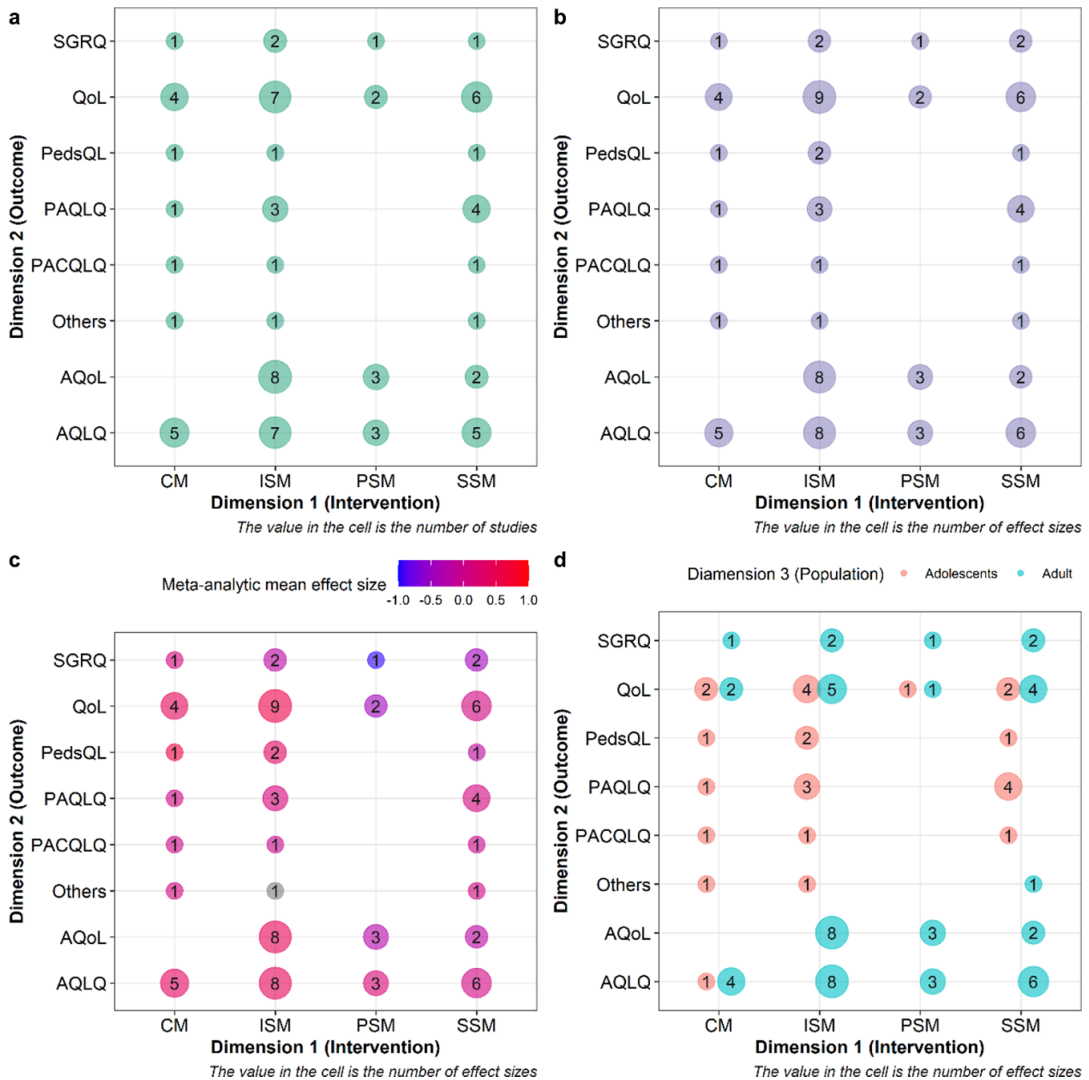 a
SGRQ 1 2 1 1
QoL 4 7 2 6
PedsQL 1 1 1
PAQLQ 1 3 4
PACQLQ 1 1 1
Others 1 1 1
AQoL 8 3 2
AQLQ 5 7 3 5
Dimension 2 (Outcome)
CM ISM PSM SSM
Dimension 1 (Intervention)
The value in the cell is the number of studies
b
SGRQ 1 2 1 2
QoL 4 9 2 6
PedsQL 1 2 1
PAQLQ 1 3 4
PACQLQ 1 1 1
Others 1 1 1
AQoL 8 3 2
AQLQ 5 8 3 6
Dimension 2 (Outcome)
CM ISM PSM SSM
Dimension 1 (Intervention)
The value in the cell is the number of effect sizes
c
Meta-analytic mean effect size
-1.0 -0.5 0.0 0.5 1.0
SGRQ 1 2 1 2
QoL 4 9 2 6
PedsQL 1 2 1
PAQLQ 1 3 4
PACQLQ 1 1 1
Others 1 1 1
AQoL 8 3 2
AQLQ 5 8 3 6
Dimension 2 (Outcome)
CM ISM PSM SSM
Dimension 1 (Intervention)
The value in the cell is the number of effect sizes
d
Diamension 3 (Population) Adolescents Adult
SGRQ 1 2 1 2
QoL 2 2 4 5 1 1 2 4
PedsQL 1 2 1
PAQLQ 1 3 4
PACQLQ 1 1 1
Others 1 1 1
AQoL 8 3 2
AQLQ 1 4 8 3 6
Dimension 2 (Outcome)
CM ISM PSM SSM
Dimension 1 (Intervention)
The value in the cell is the number of effect sizes